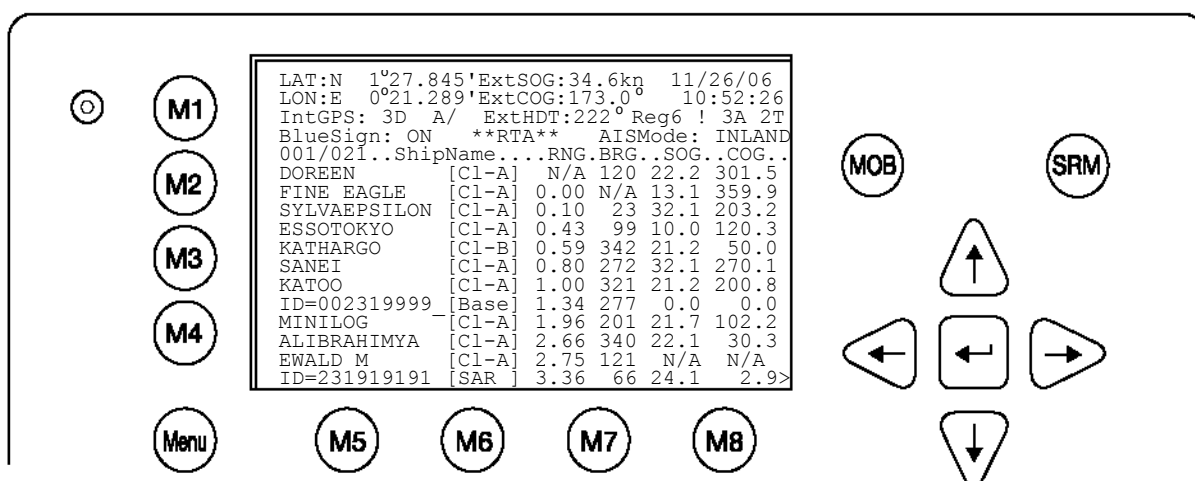 LAT:N  1°27.845'ExtSOG:34.6kn  11/26/06
LON:E  0°21.289'ExtCOG:173.0°  10:52:26
IntGPS: 3D  A/  ExtHDT:222° Reg6 ! 3A 2T
BlueSign: ON  **RTA**  AISMode: INLAND
001/021..ShipName....RNG.BRG..SOG..COG..
DOREEN [Cl-A] N/A 120 22.2 301.5
FINE EAGLE [Cl-A] 0.00 N/A 13.1 359.9
SYLVAEPSILON [Cl-A] 0.10 23 32.1 203.2
ESSOTOKYO [Cl-A] 0.43 99 10.0 120.3
KATHARGO [Cl-B] 0.59 342 21.2 50.0
SANEI [Cl-A] 0.80 272 32.1 270.1
KATOO [Cl-A] 1.00 321 21.2 200.8
ID=002319999_[Base] 1.34 277 0.0 0.0
MINILOG [Cl-A] 1.96 201 21.7 102.2
ALIBRAHIMYA [Cl-A] 2.66 340 22.1 30.3
EWALD M [Cl-A] 2.75 121 N/A N/A
ID=231919191 [SAR ] 3.36 66 24.1 2.9>
M1
M2
M3
M4
Menu
M5
M6
M7
M8
MOB
SRM